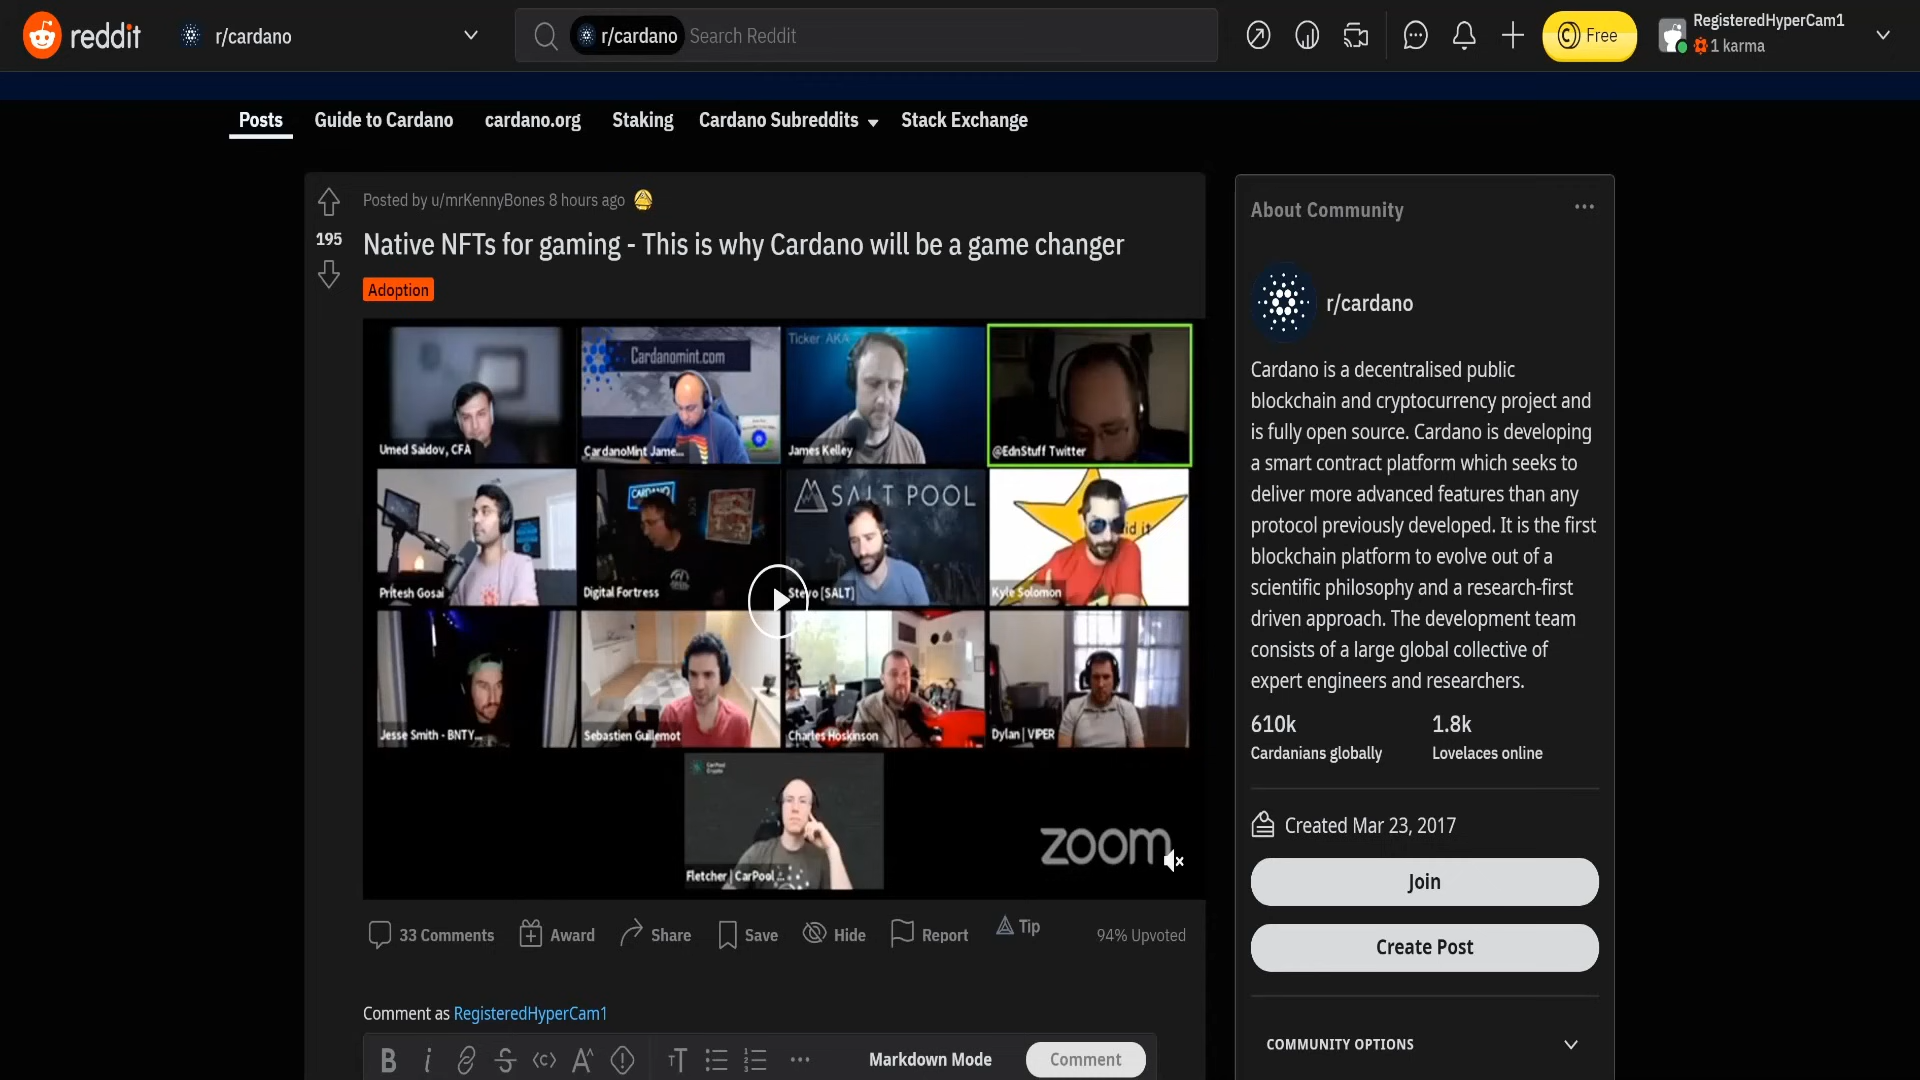 reddit
r/cardano
r/cardano Search Reddit
Free
RegisteredHyperCam1
1 karma
Posts Guide to Cardano cardano.org Staking Cardano Subreddits Stack Exchange
Posted by u/mrKennyBones 8 hours ago
195
Native NFTs for gaming - This is why Cardano will be a game changer
Adoption
Cardanomint.com
Ticker AKA
Umed Saidov, CFA
CardanoMint Jame...
James Kelley
@EdnStuff Twitter
SALT POOL
id it
Pritesh Gosai
Digital Fortress
Stevo [SALT]
Kyle Solomon
Jesse Smith - BNTY...
Sebastien Guillemot
Charles Hoskinson
Dylan | VIPER
Fletcher | CarPool ...
zoom
33 Comments Award Share Save Hide Report Tip 94% Upvoted
Comment as RegisteredHyperCam1
Markdown Mode Comment
About Community
r/cardano
Cardano is a decentralised public
blockchain and cryptocurrency project and
is fully open source. Cardano is developing
a smart contract platform which seeks to
deliver more advanced features than any
protocol previously developed. It is the first
blockchain platform to evolve out of a
scientific philosophy and a research-first
driven approach. The development team
consists of a large global collective of
expert engineers and researchers.
610k 1.8k
Cardanians globally Lovelaces online
Created Mar 23, 2017
Join
Create Post
COMMUNITY OPTIONS